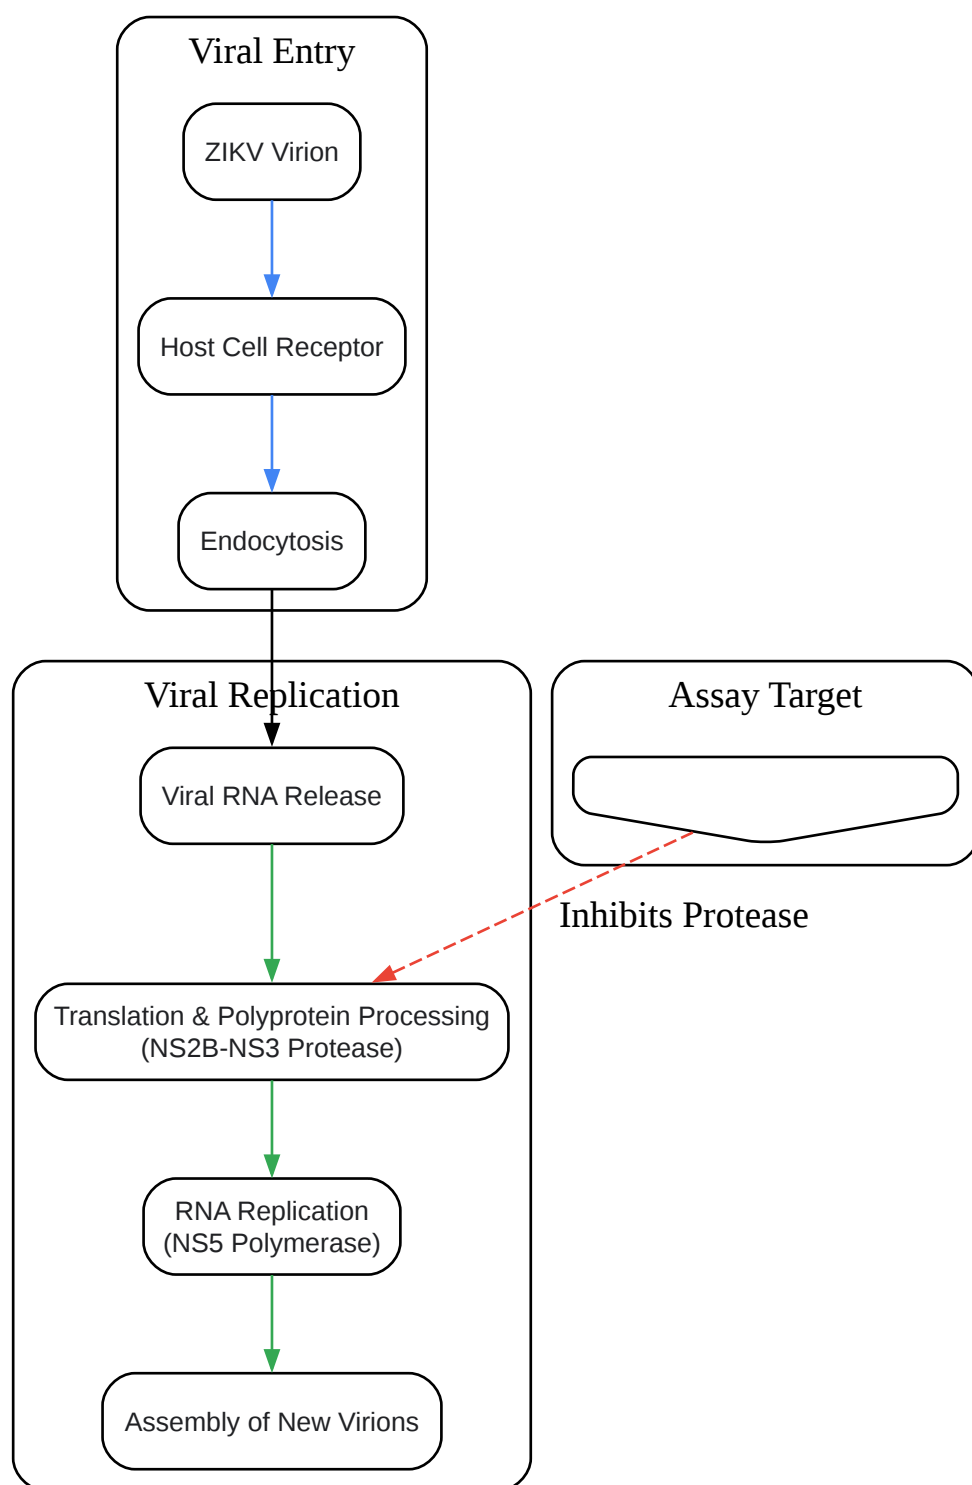 Viral Entry
ZIKV Virion
Host Cell Receptor
Endocytosis
Viral Replication
Assay Target
Viral RNA Release
Inhibits Protease
Translation & Polyprotein Processing
(NS2B-NS3 Protease)
RNA Replication
(NS5 Polymerase)
Assembly of New Virions